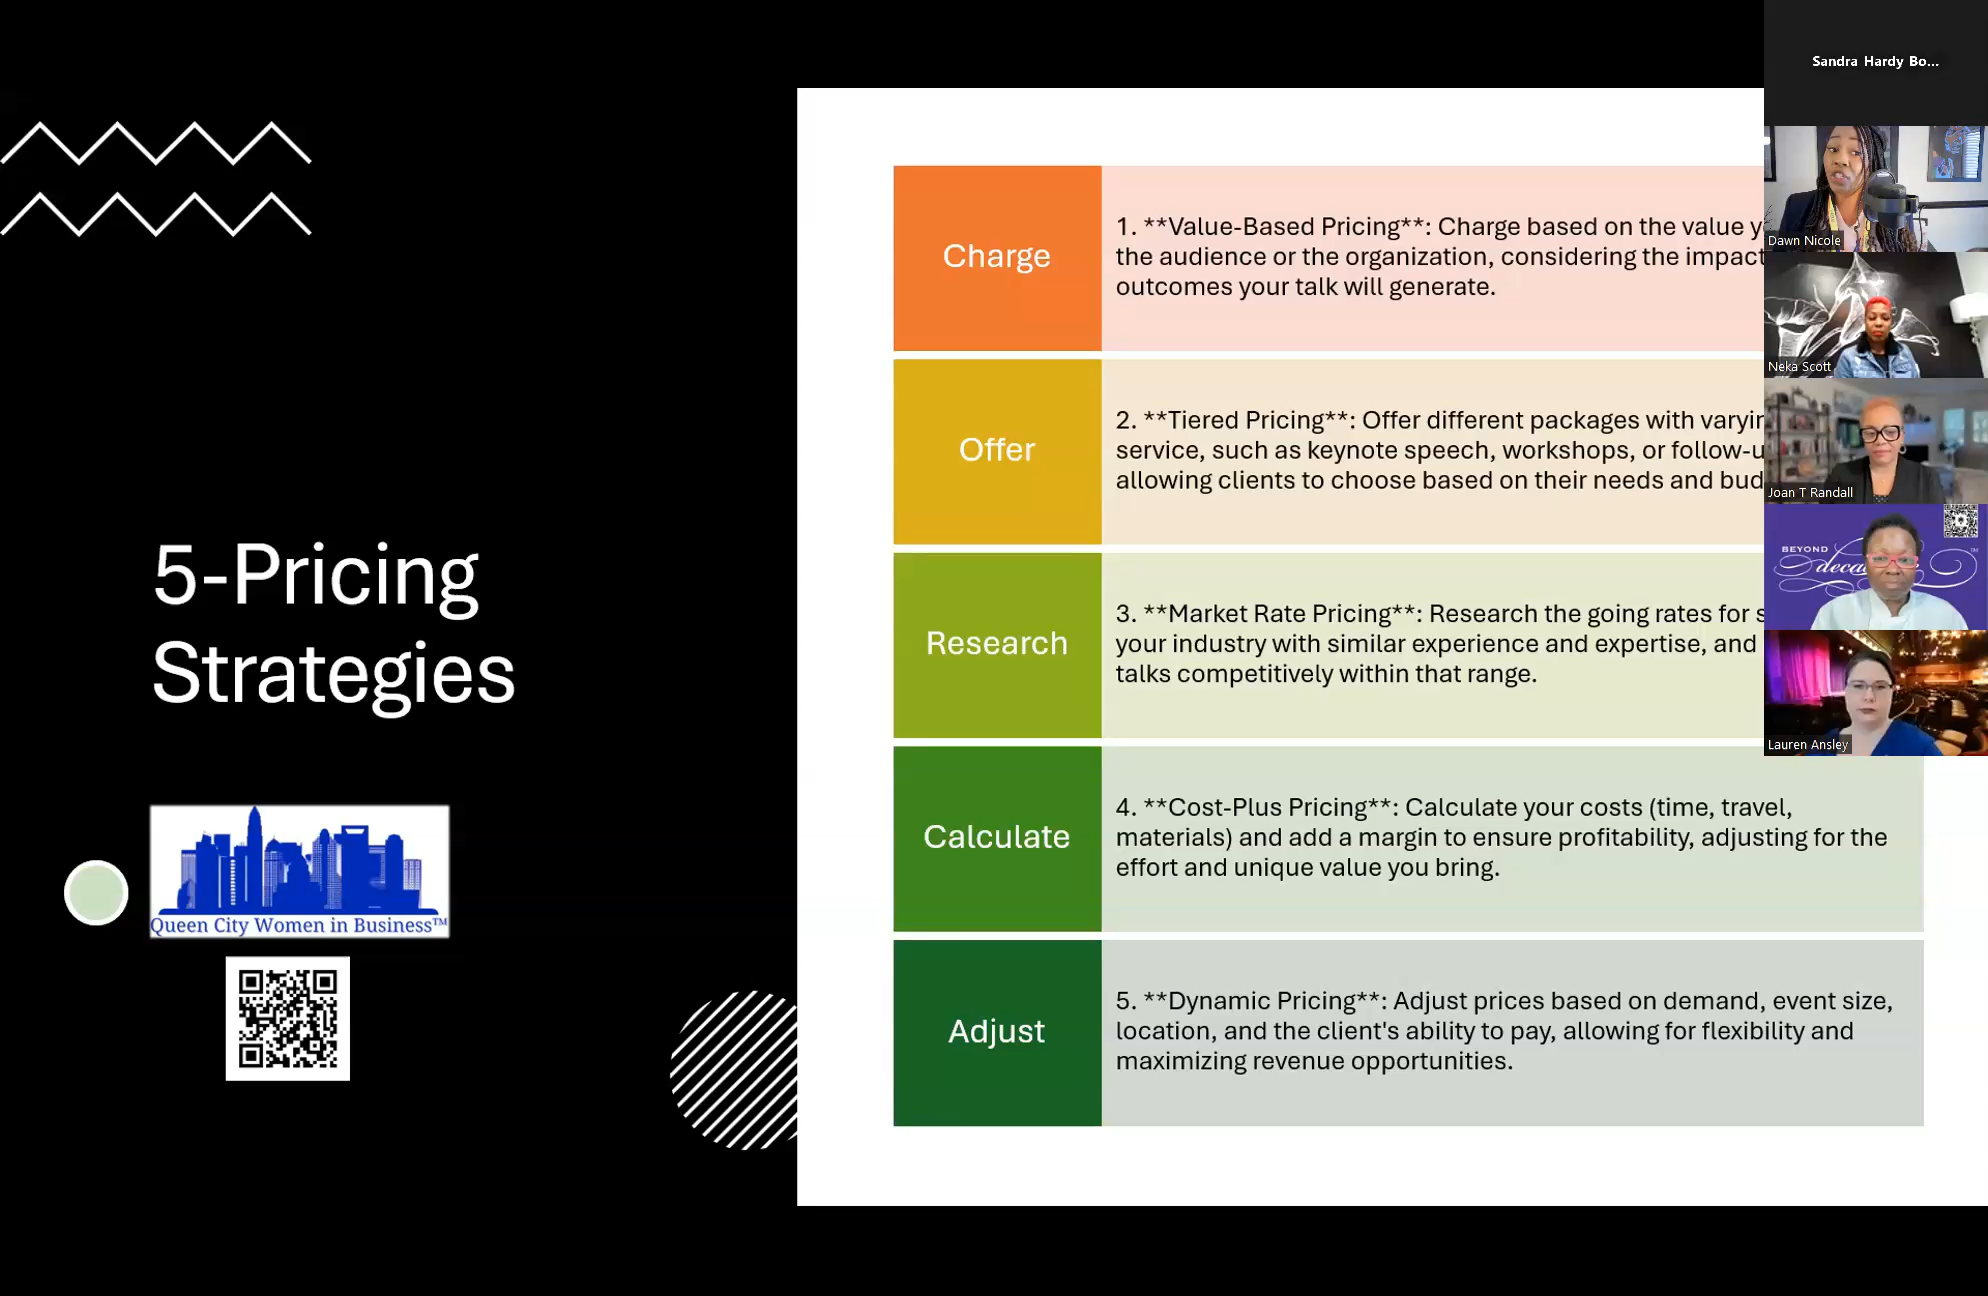 5-Pricing
Strategies
Queen City Women in Business™
Charge
1. **Value-Based Pricing**: Charge based on the value
the audience or the organization, considering the impact
outcomes your talk will generate.
Offer
2. **Tiered Pricing**: Offer different packages with
service, such as keynote speech, workshops, or
allowing clients to choose based on their needs and
Research
3. **Market Rate Pricing**: Research the going rates for
your industry with similar experience and expertise, and
talks competitively within that range.
Calculate
4. **Cost-Plus Pricing**: Calculate your costs (time, travel,
materials) and add a margin to ensure profitability, adjusting for the
effort and unique value you bring.
Adjust
5. **Dynamic Pricing**: Adjust prices based on demand, event size,
location, and the client's ability to pay, allowing for flexibility and
maximizing revenue opportunities.
Sandra Hardy Bo...
Dawn Nicole
Neka Scott
Joan T Randall
BEYOND
Lauren Ansley